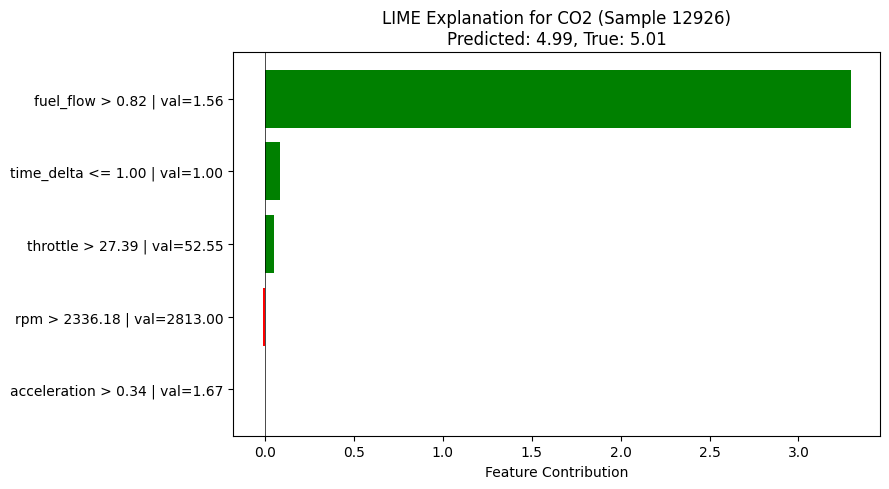 LIME Explanation for CO2 (Sample 12926)
Predicted: 4.99, True: 5.01
fuel_flow > 0.82 | val=1.56
time_delta <= 1.00 | val=1.00
throttle > 27.39 | val=52.55
rpm > 2336.18 | val=2813.00
acceleration > 0.34 | val=1.67
0.0 0.5 1.0 1.5 2.0 2.5 3.0
Feature Contribution